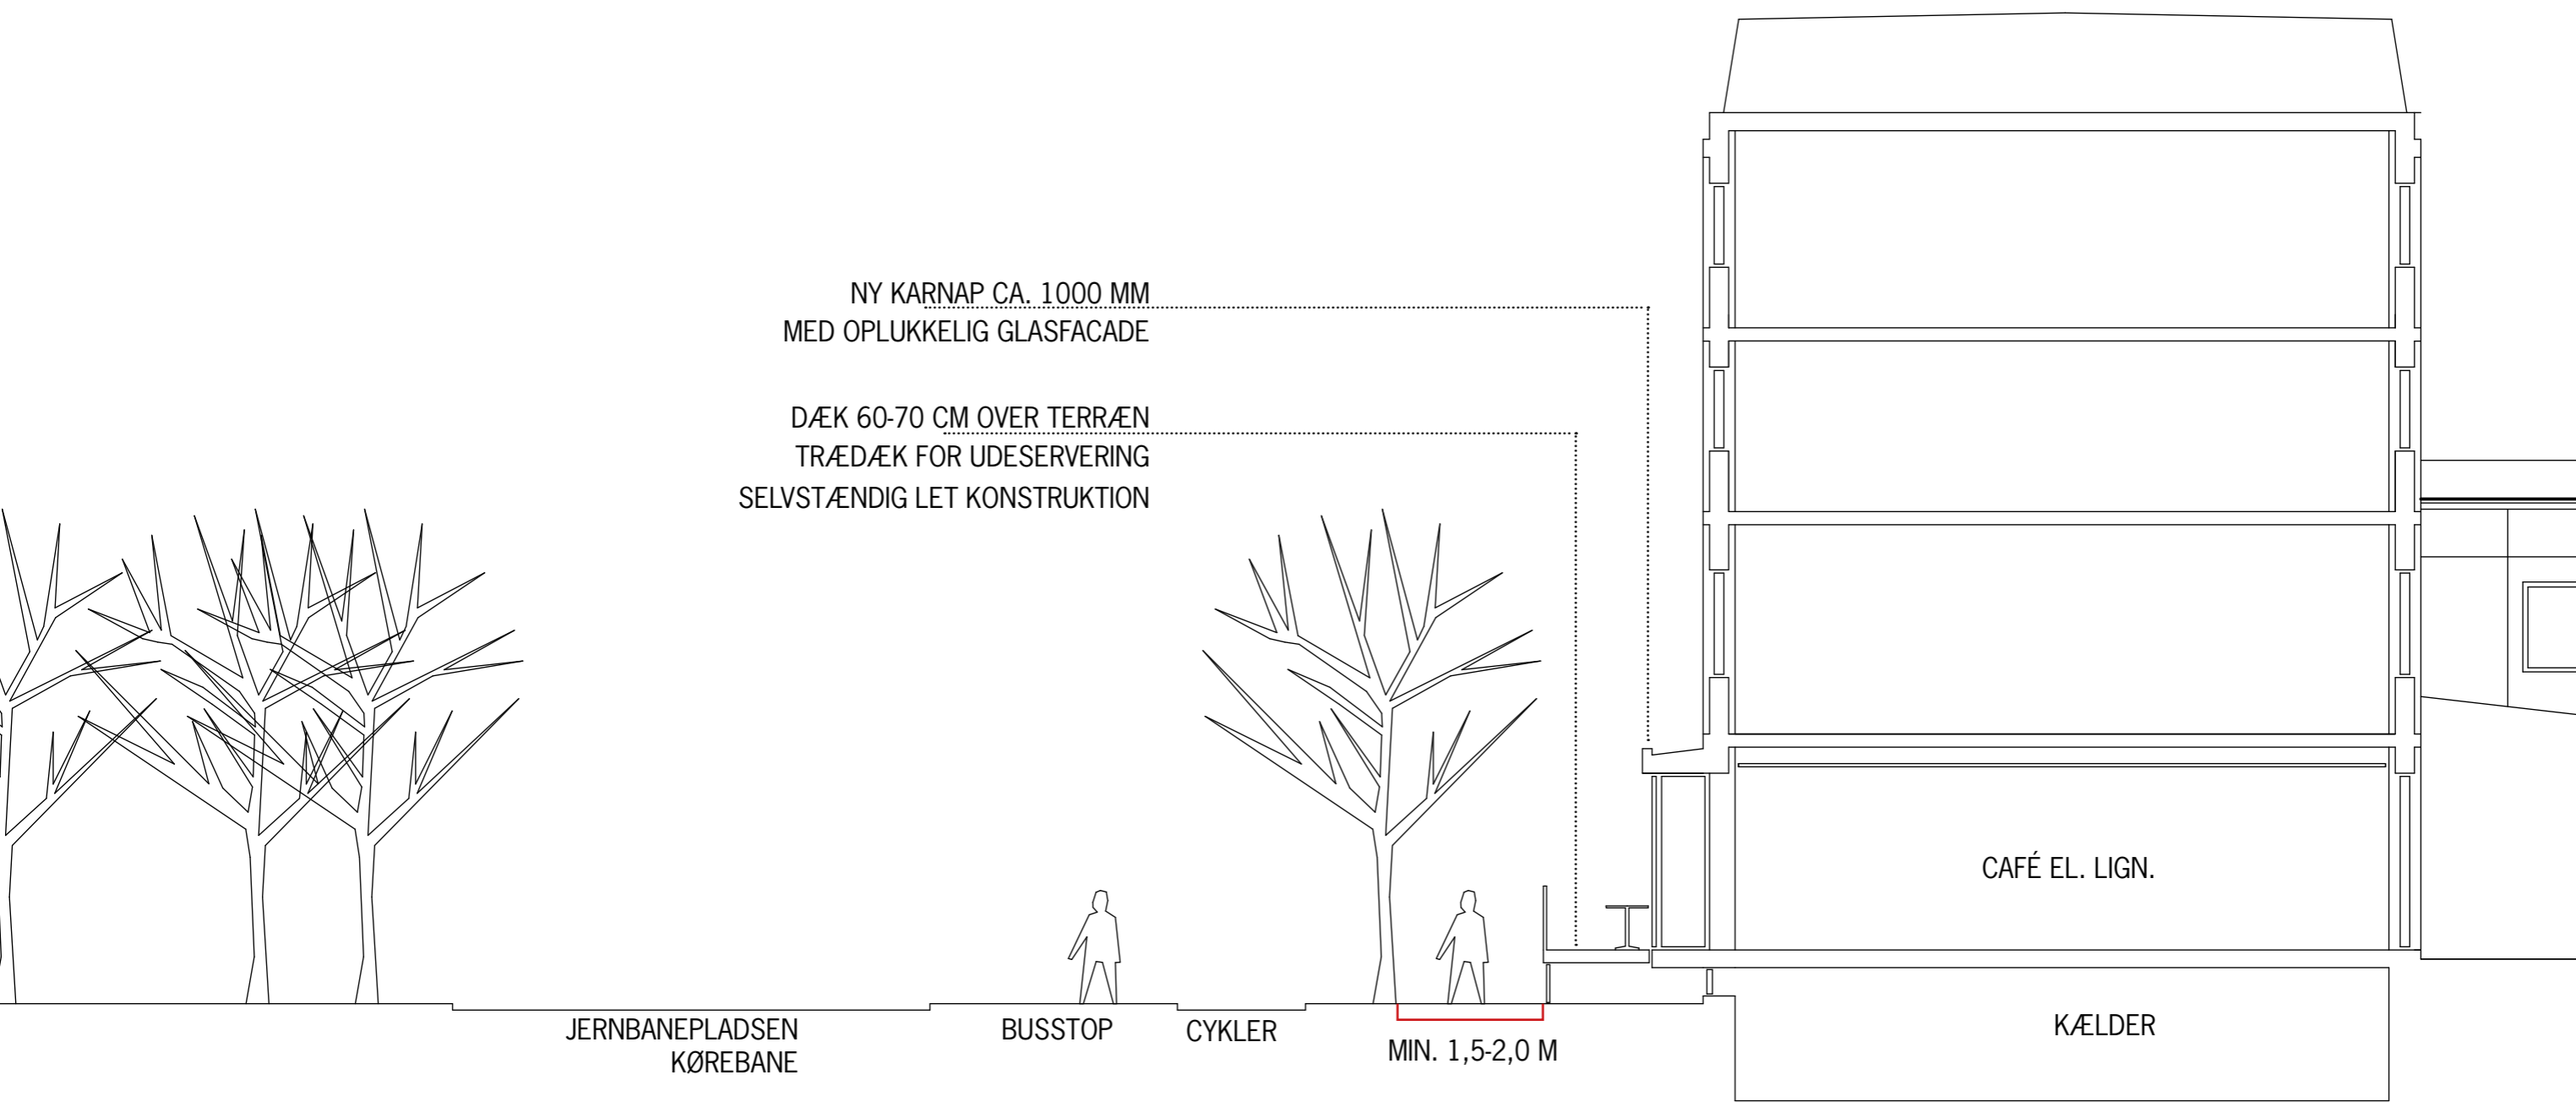 NY KARNAP CA. 1000 MM
MED OPLUKKELIG GLASFACADE
DÆK 60-70 CM OVER TERRÆN
TRÆDÆK FOR UDESERVERING
SELVSTÆNDIG LET KONSTRUKTION
CAFÉ EL. LIGN.
JERNBANEPLADSEN
KØREBANE
BUSSTOP
CYKLER
MIN. 1,5-2,0 M
KÆLDER